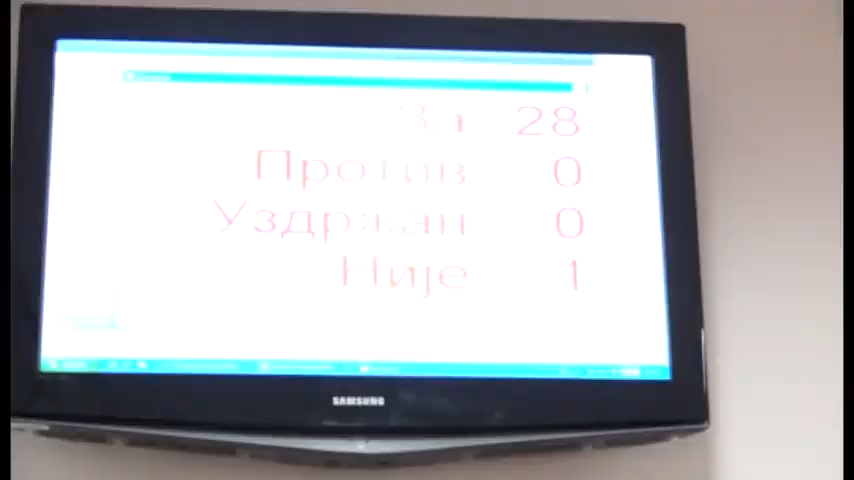 За 28
Против 0
Уздржан 0
Није 1
SAMSUNG